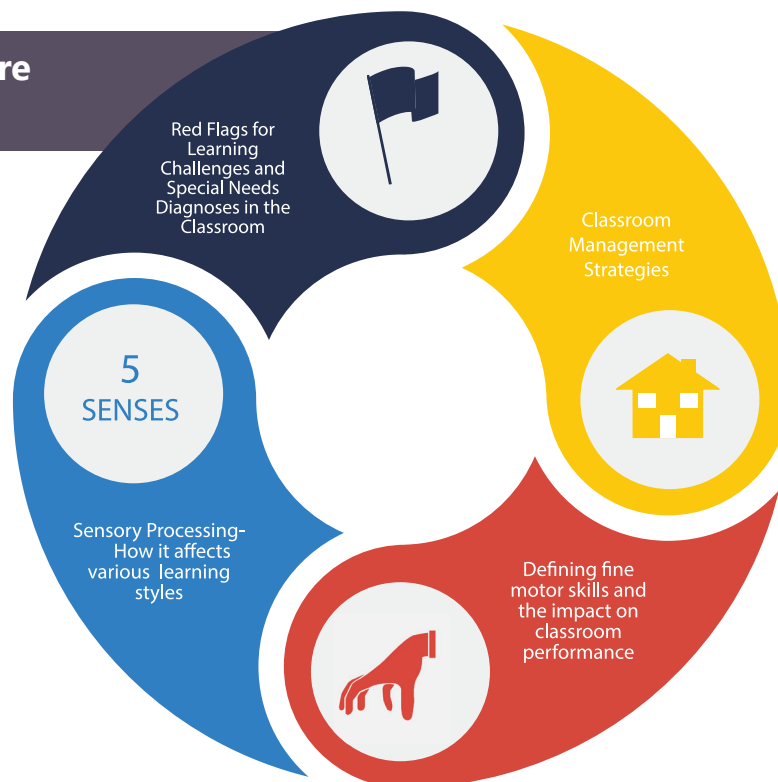 re
Red Flags for
Learning
Challenges and
Special Needs
Diagnoses in the
Classroom
Classroom
Management
Strategies
5
SENSES
Sensory Processing-
How it affects
various learning
styles
Defining fine
motor skills and
the impact on
classroom
performance